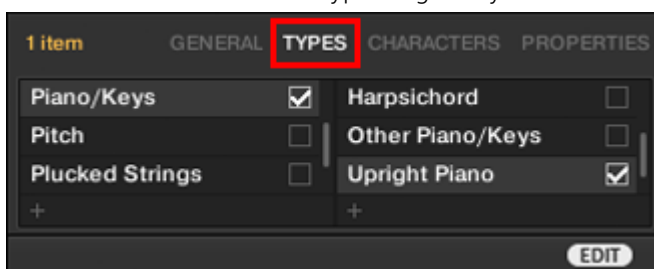 1 item GENERAL TYPES CHARACTERS PROPERTIES
Piano/Keys Harpsichord
Pitch Other Piano/Keys
Plucked Strings Upright Piano
+ +
EDIT